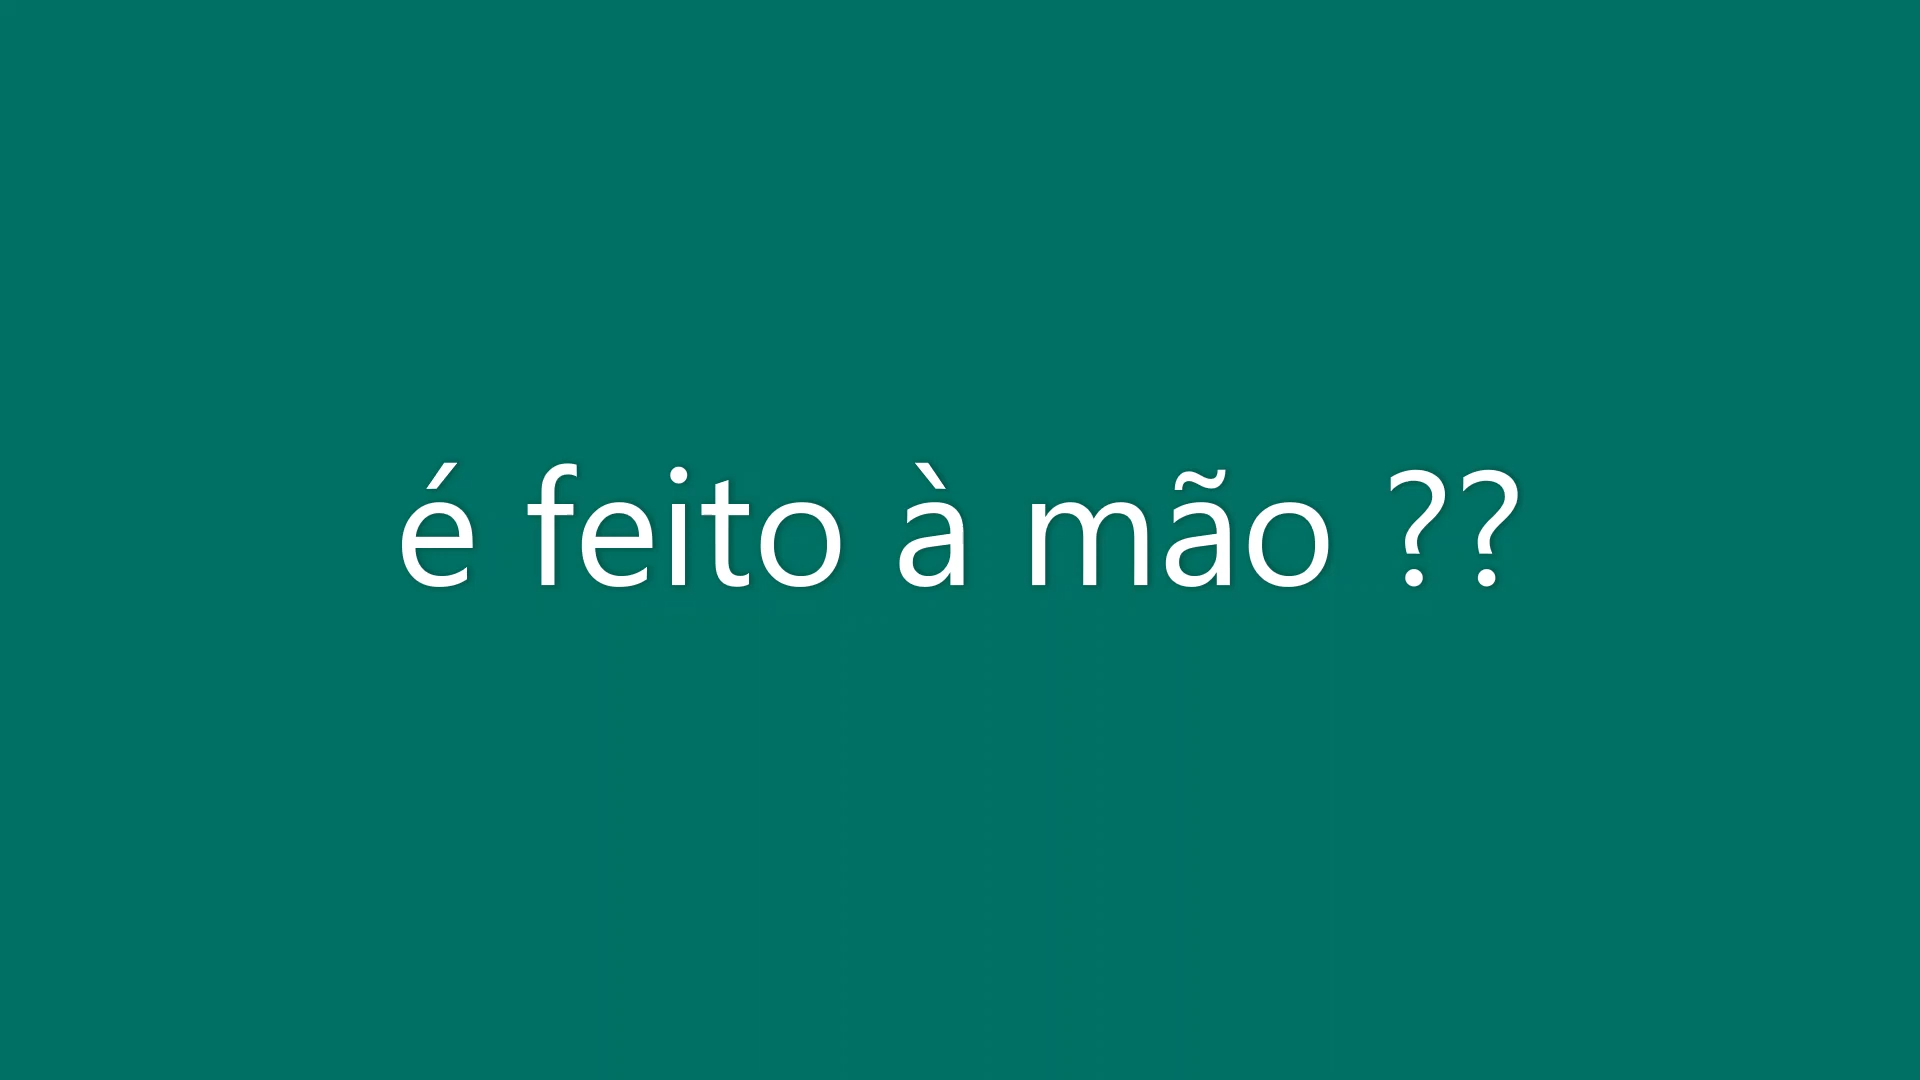 é feito à mão ??